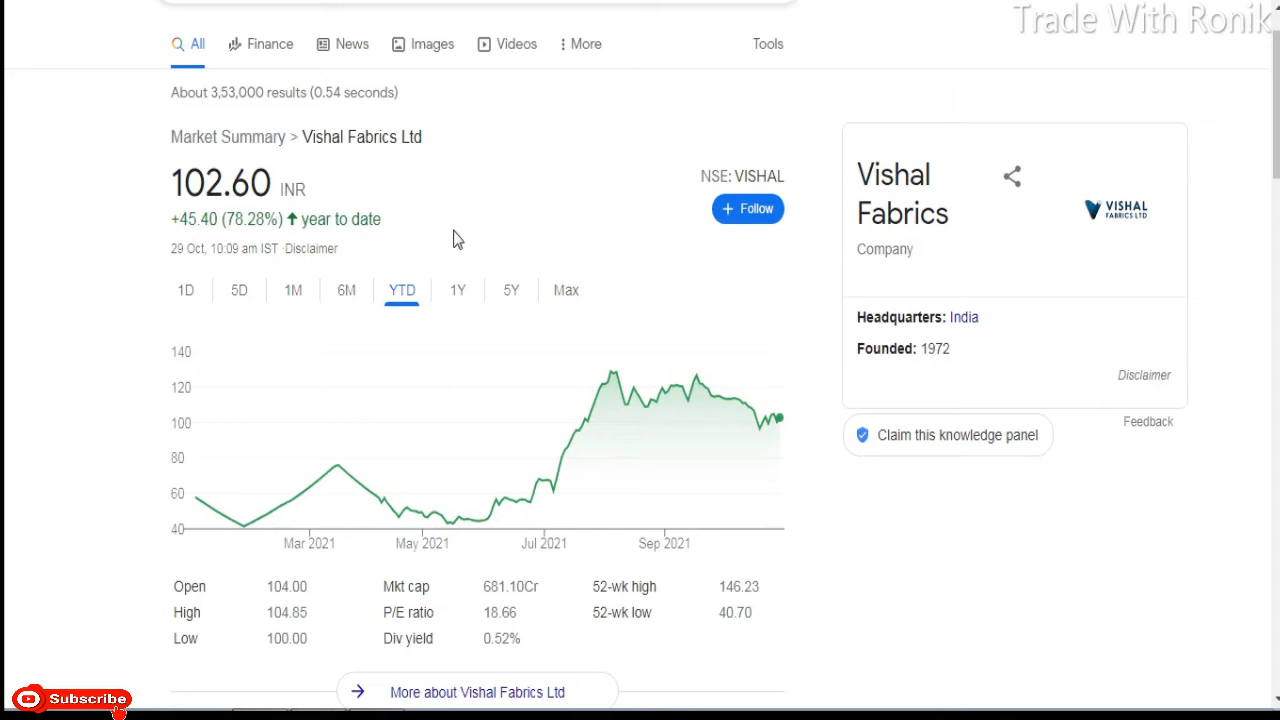 Trade With Ronik
All Finance News Images Videos More Tools
About 3,53,000 results (0.54 seconds)
Market Summary > Vishal Fabrics Ltd
102.60 INR
+45.40 (78.28%) year to date
29 Oct, 10:09 am IST ·Disclaimer
NSE: VISHAL
+ Follow
1D 5D 1M 6M YTD 1Y 5Y Max
140
120
100
80
60
40
Mar 2021 May 2021 Jul 2021 Sep 2021
Open 104.00 Mkt cap 681.10Cr 52-wk high 146.23
High 104.85 P/E ratio 18.66 52-wk low 40.70
Low 100.00 Div yield 0.52%
More about Vishal Fabrics Ltd
Vishal
Fabrics
Company
VISHAL
FABRICS LTD
Headquarters: India
Founded: 1972
Disclaimer
Feedback
Claim this knowledge panel
Subscribe